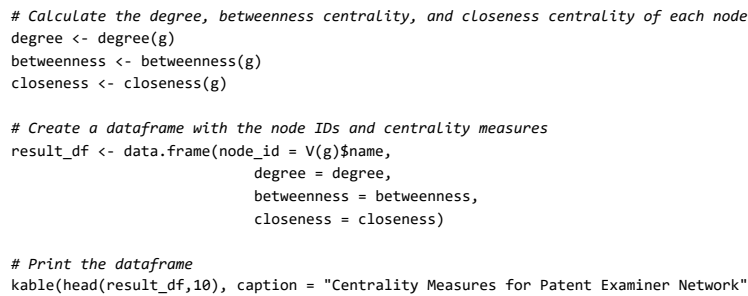 # Calculate the degree, betweenness centrality, and closeness centrality of each node
degree <- degree(g)
betweenness <- betweenness(g)
closeness <- closeness(g)
# Create a dataframe with the node IDs and centrality measures
result_df <- data.frame(node_id = V(g)$name,
degree = degree,
betweenness = betweenness,
closeness = closeness)
# Print the dataframe
kable(head(result_df,10), caption = "Centrality Measures for Patent Examiner Network"